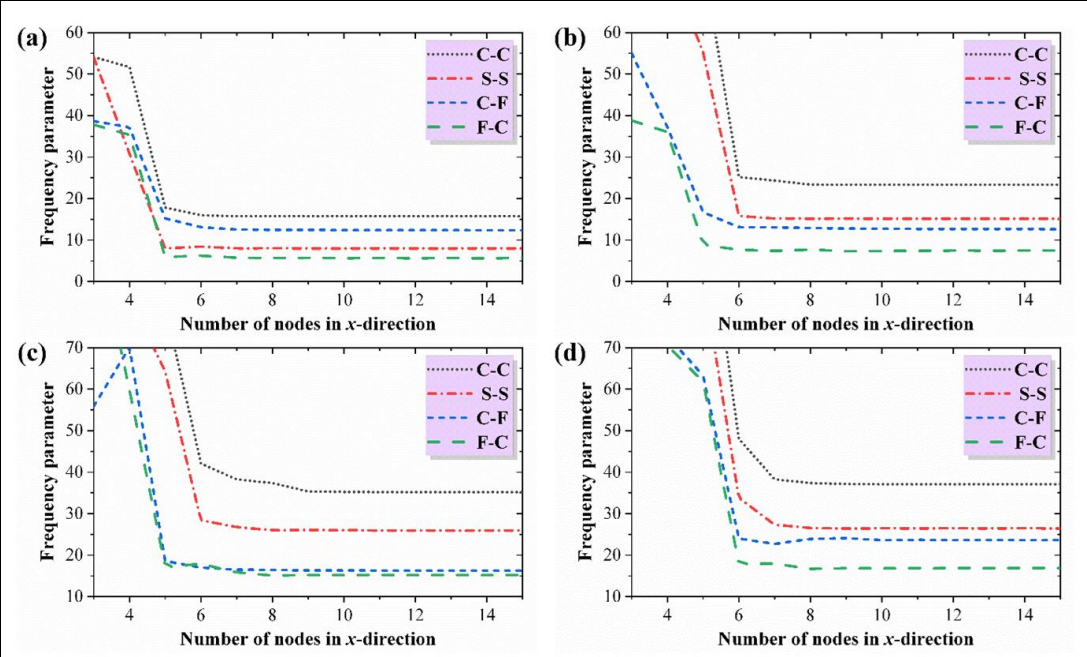 (a)
60
50
40
30
20
10
0
Frequency parameter
C-C
S-S
C-F
F-C
4 6 8 10 12 14
Number of nodes in x-direction
(b)
60
50
40
30
20
10
0
Frequency parameter
C-C
S-S
C-F
F-C
4 6 8 10 12 14
Number of nodes in x-direction
(c)
70
60
50
40
30
20
10
Frequency parameter
C-C
S-S
C-F
F-C
4 6 8 10 12 14
Number of nodes in x-direction
(d)
70
60
50
40
30
20
10
Frequency parameter
C-C
S-S
C-F
F-C
4 6 8 10 12 14
Number of nodes in x-direction